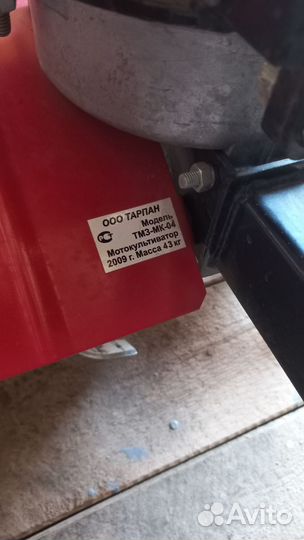 ООО ТАРПАН
Модель
ТМЗ-МК-04
Мотокультиватор
2009 г. Масса 43 кг
Avito